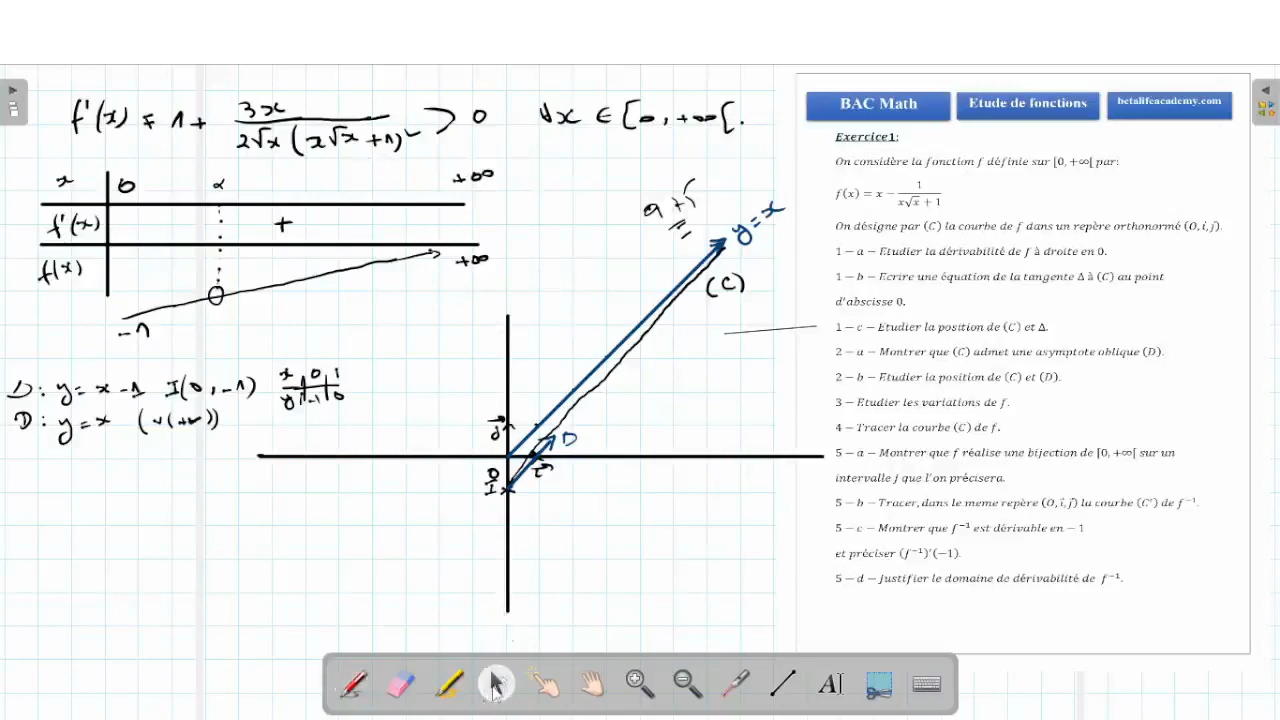 f'(x) = 1 + 3x / 2√x (x√x + 1)² > 0 ∀x ∈ [0, +∞[.
x 0 α +∞
f'(x) +
f(x) -1 0 +∞
Δ: y = x - 1 I(0, -1)
x 0 1
y -1 0
D: y = x
y = x
(C)
j
D
O
I
i
BAC Math
Etude de fonctions
betalifeacademy.com
Exercice1:
On considère la fonction f définie sur [0, +∞[ par:
f(x) = x − 1 / x√x + 1
On désigne par (C) la courbe de f dans un repère orthonormé (O, i, j).
1 − a − Etudier la dérivabilité de f à droite en 0.
1 − b − Ecrire une équation de la tangente Δ à (C) au point
d'abscisse 0.
1 − c − Etudier la position de (C) et Δ.
2 − a − Montrer que (C) admet une asymptote oblique (D).
2 − b − Etudier la position de (C) et (D).
3 − Etudier les variations de f.
4 − Tracer la courbe (C) de f.
5 − a − Montrer que f réalise une bijection de [0, +∞[ sur un
intervalle J que l'on précisera.
5 − b − Tracer, dans le meme repère (O, i⃗, j⃗) la courbe (C') de f⁻¹.
5 − c − Montrer que f⁻¹ est dérivable en − 1
et préciser (f⁻¹)'(−1).
5 − d − Justifier le domaine de dérivabilité de f⁻¹.